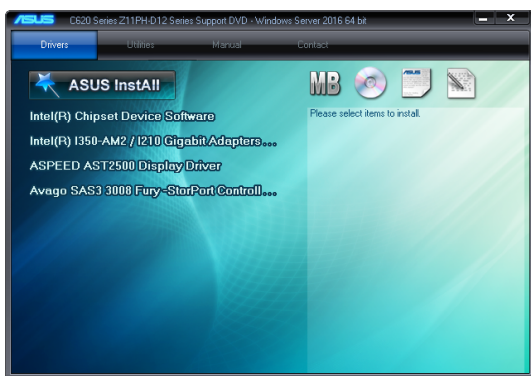 ASUS C620 Series Z11PH-D12 Series Support DVD - Windows Server 2016 64 bit
Drivers Utilities Manual Contact
ASUS InstAll
MB
ASUS
Please select items to install.
Intel(R) Chipset Device Software
Intel(R) I350-AM2 / I210 Gigabit Adapters...
ASPEED AST2500 Display Driver
Avago SAS3 3008 Fury -StorPort Controll...